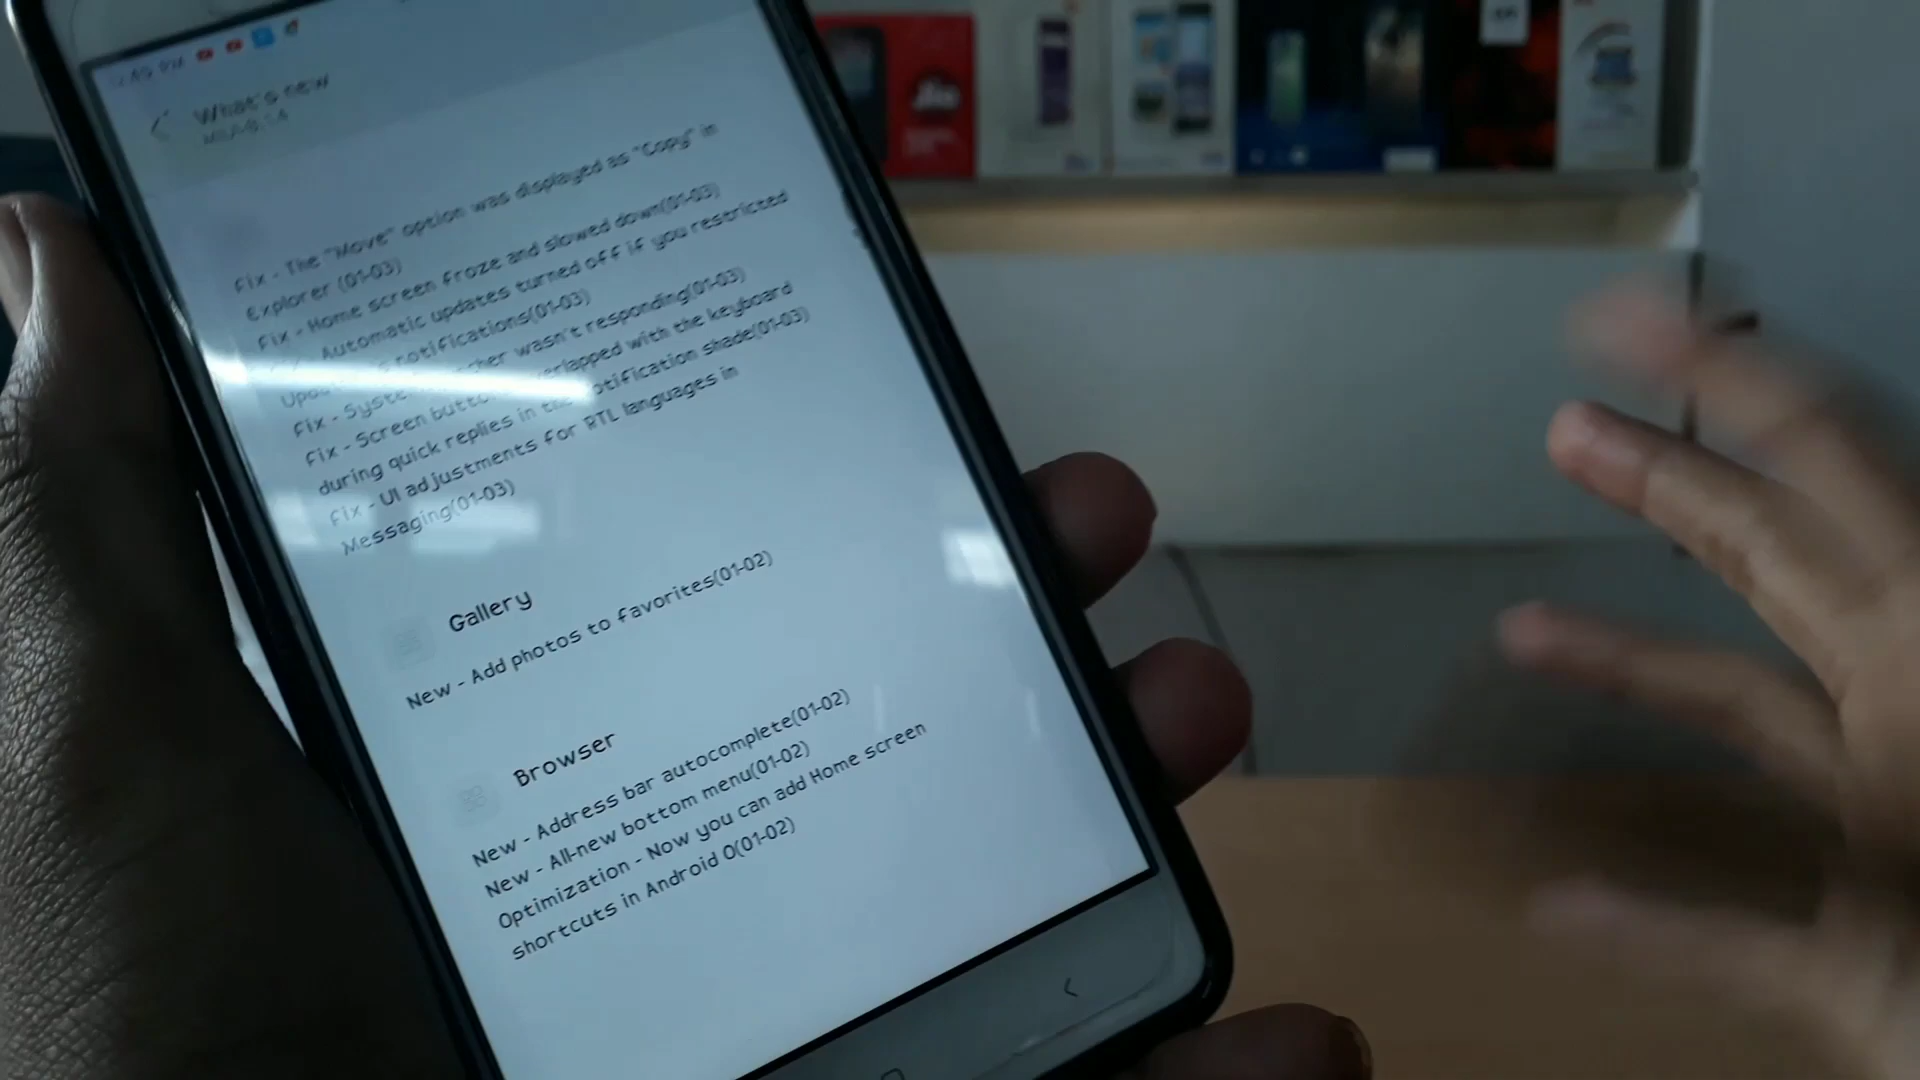 What's new
Fix - The "Move" option was displayed as "Copy" in
Explorer (01-03)
Fix - Home screen froze and slowed down(01-03)
Automatic updates turned off if you restricted
notifications(01-03)
Fix - wasn't responding(01-03)
Fix - Screen overlapped with the keyboard
during quick replies in the notification shade(01-03)
Fix - UI adjustments for RTL languages in
Messaging(01-03)
Gallery
New - Add photos to favorites(01-02)
Browser
New - Address bar autocomplete(01-02)
New - All-new bottom menu(01-02)
Optimization - Now you can add Home screen
shortcuts in Android O(01-02)
Jio